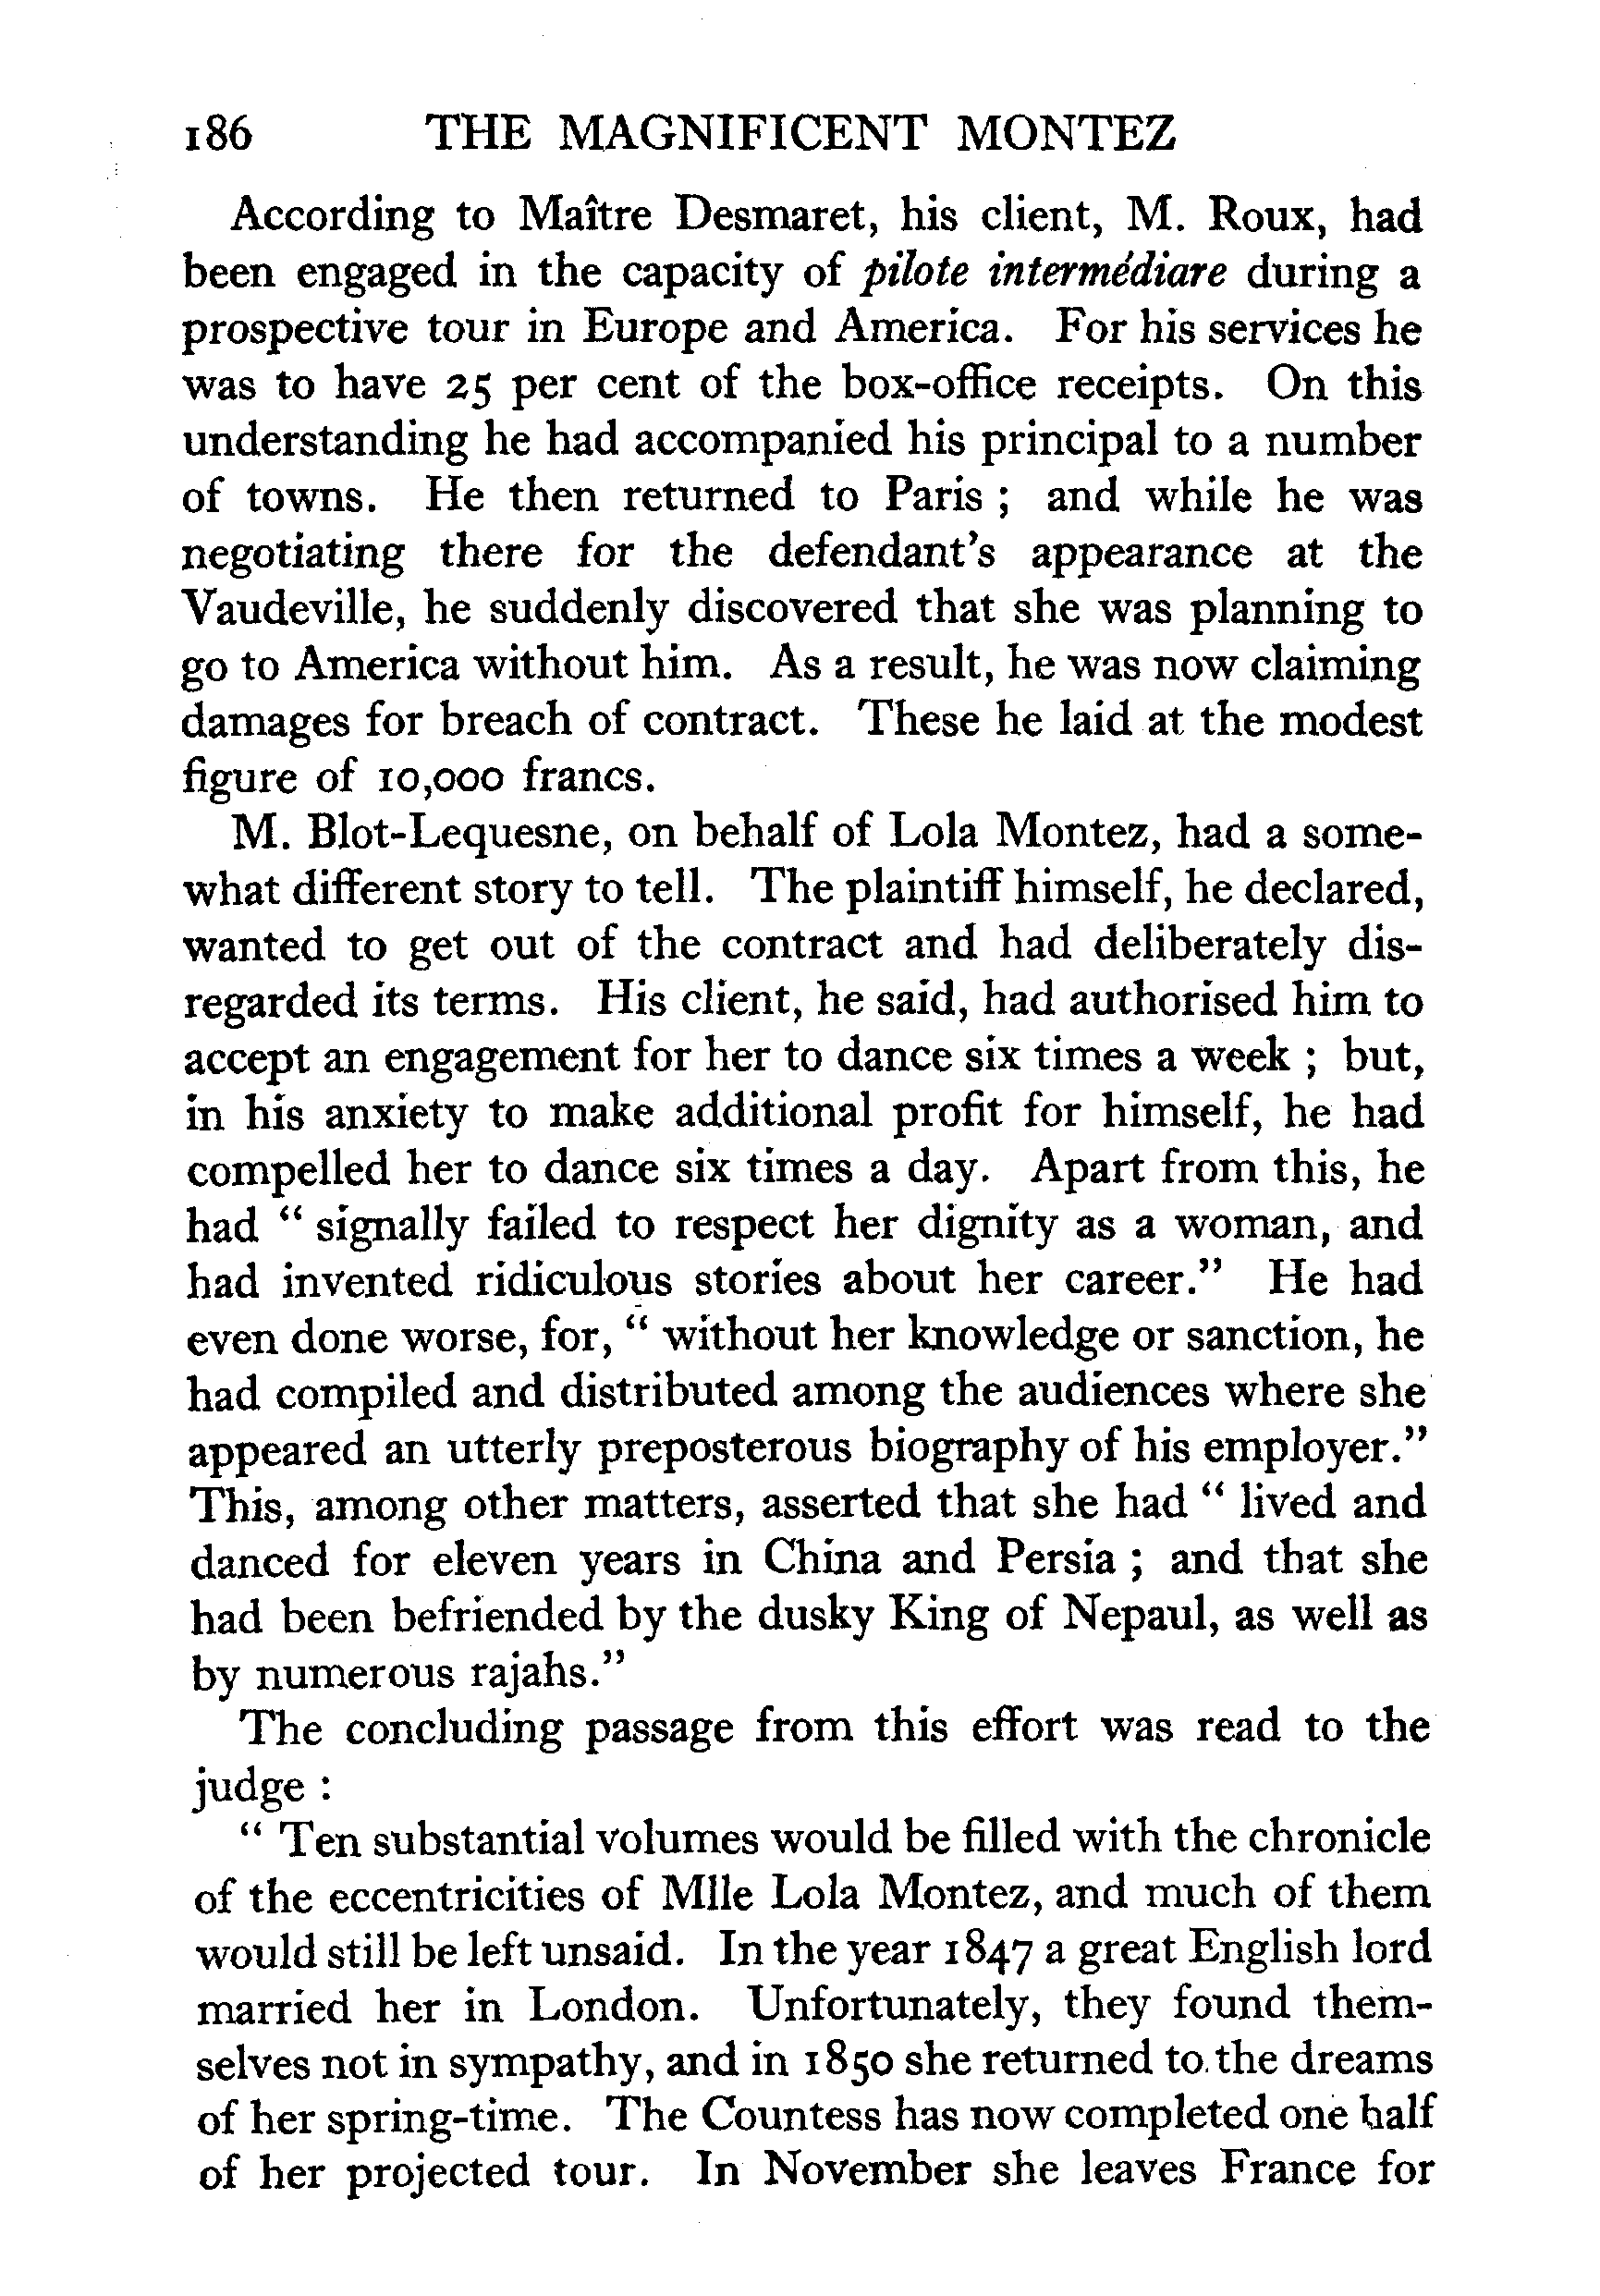 186 THE MAGNIFICENT MONTEZ
According to Maître Desmaret, his client, M. Roux, had
been engaged in the capacity of pilote intermédiare during a
prospective tour in Europe and America. For his services he
was to have 25 per cent of the box-office receipts. On this
understanding he had accompanied his principal to a number
of towns. He then returned to Paris ; and while he was
negotiating there for the defendant's appearance at the
Vaudeville, he suddenly discovered that she was planning to
go to America without him. As a result, he was now claiming
damages for breach of contract. These he laid at the modest
figure of 10,000 francs.
M. Blot-Lequesne, on behalf of Lola Montez, had a some-
what different story to tell. The plaintiff himself, he declared,
wanted to get out of the contract and had deliberately dis-
regarded its terms. His client, he said, had authorised him to
accept an engagement for her to dance six times a week ; but,
in his anxiety to make additional profit for himself, he had
compelled her to dance six times a day. Apart from this, he
had " signally failed to respect her dignity as a woman, and
had invented ridiculous stories about her career." He had
even done worse, for, " without her knowledge or sanction, he
had compiled and distributed among the audiences where she
appeared an utterly preposterous biography of his employer."
This, among other matters, asserted that she had " lived and
danced for eleven years in China and Persia ; and that she
had been befriended by the dusky King of Nepaul, as well as
by numerous rajahs."
The concluding passage from this effort was read to the
judge :
" Ten substantial volumes would be filled with the chronicle
of the eccentricities of Mlle Lola Montez, and much of them
would still be left unsaid. In the year 1847 a great English lord
married her in London. Unfortunately, they found them-
selves not in sympathy, and in 1850 she returned to the dreams
of her spring-time. The Countess has now completed one half
of her projected tour. In November she leaves France for